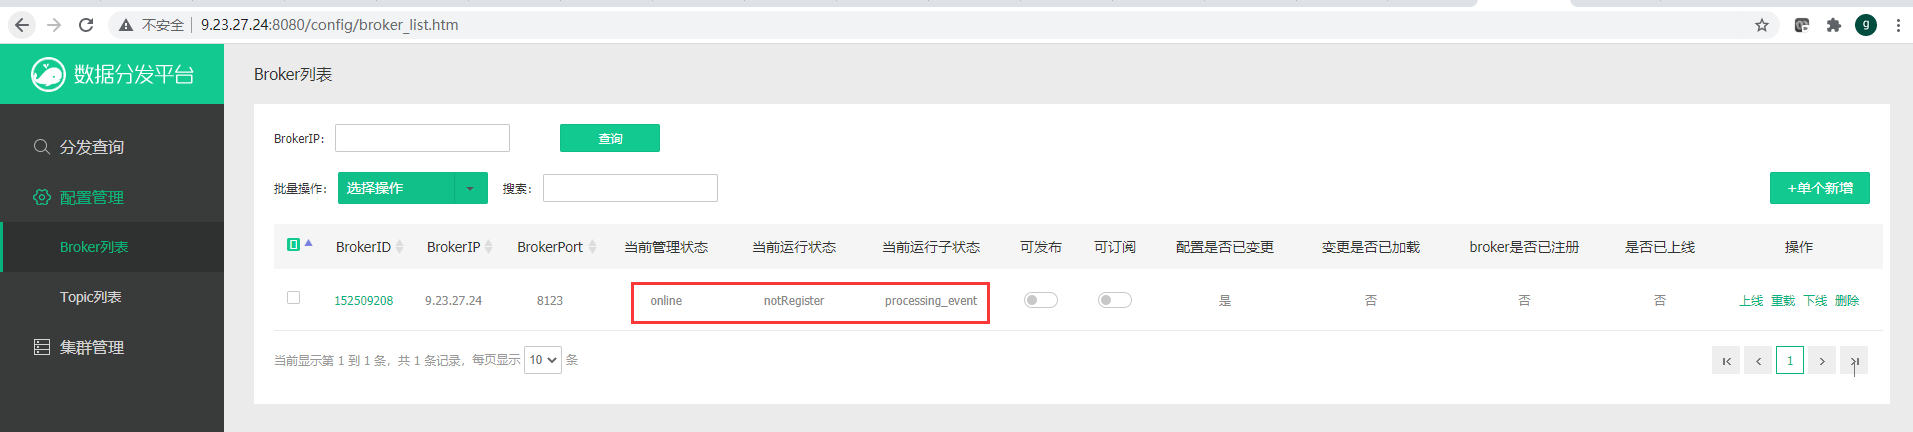 不安全 9.23.27.24:8080/config/broker_list.htm
g
数据分发平台
Broker列表
分发查询
配置管理
Broker列表
Topic列表
集群管理
BrokerIP: 查询
批量操作: 选择操作 搜索: +单个新增
BrokerID BrokerIP BrokerPort 当前管理状态 当前运行状态 当前运行子状态 可发布 可订阅 配置是否已变更 变更是否已加载 broker是否已注册 是否已上线 操作
152509208 9.23.27.24 8123 online notRegister processing_event 是 否 否 否 上线 重载 下线 删除
当前显示第 1 到 1 条，共 1 条记录，每页显示 10 条
1